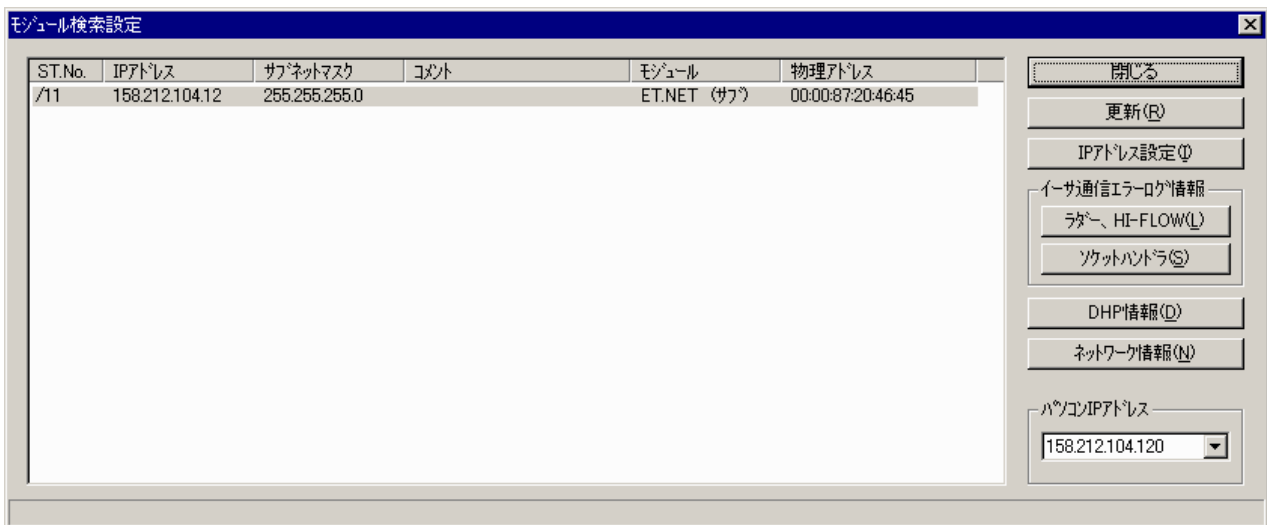 ﾓｼﾞｭｰﾙ検索設定
ST.No. IPｱﾄﾞﾚｽ ｻﾌﾞﾈｯﾄﾏｽｸ ｺﾒﾝﾄ ﾓｼﾞｭｰﾙ 物理ｱﾄﾞﾚｽ
/11 158.212.104.12 255.255.255.0 ET.NET (ｻﾌﾞ) 00:00:87:20:46:45
閉じる
更新(R)
IPｱﾄﾞﾚｽ設定(I)
ｲｰｻ通信ｴﾗｰﾛｸﾞ情報
ﾗﾀﾞｰ、HI-FLOW(L)
ｿｹｯﾄﾊﾝﾄﾞﾗ(S)
DHP情報(D)
ﾈｯﾄﾜｰｸ情報(N)
ﾊﾟｿｺﾝIPｱﾄﾞﾚｽ
158.212.104.120